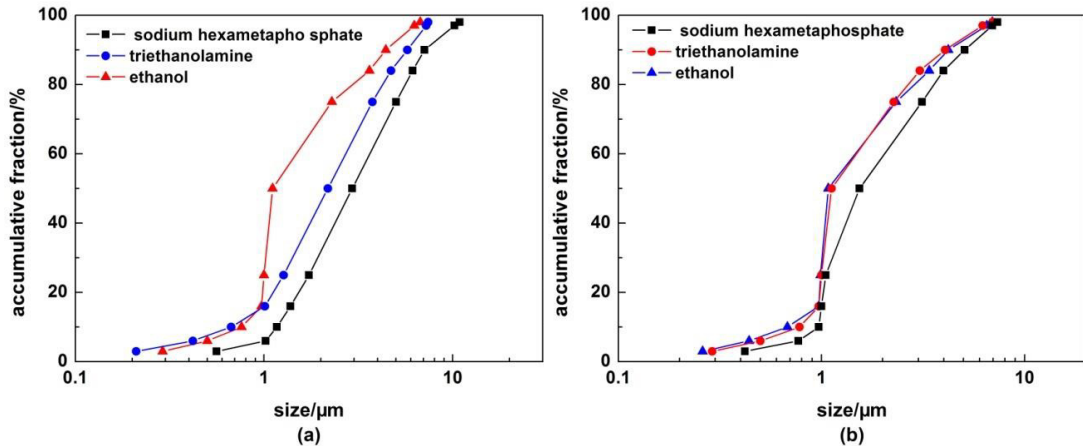 100
80
60
40
20
0
accumulative fraction/%
sodium hexametapho sphate
triethanolamine
ethanol
0.1 1 10
size/µm
(a)
100
80
60
40
20
0
accumulative fraction/%
sodium hexametaphosphate
triethanolamine
ethanol
0.1 1 10
size/µm
(b)